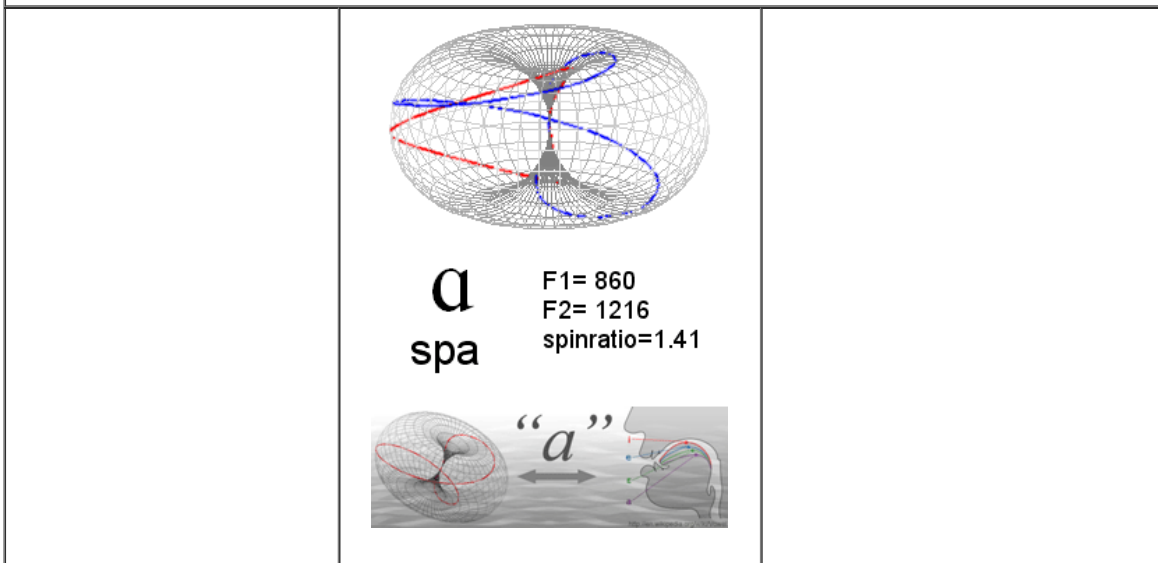 ɑ
spa
F1= 860
F2= 1216
spinratio=1.41
“a”
i
e
ɛ
a